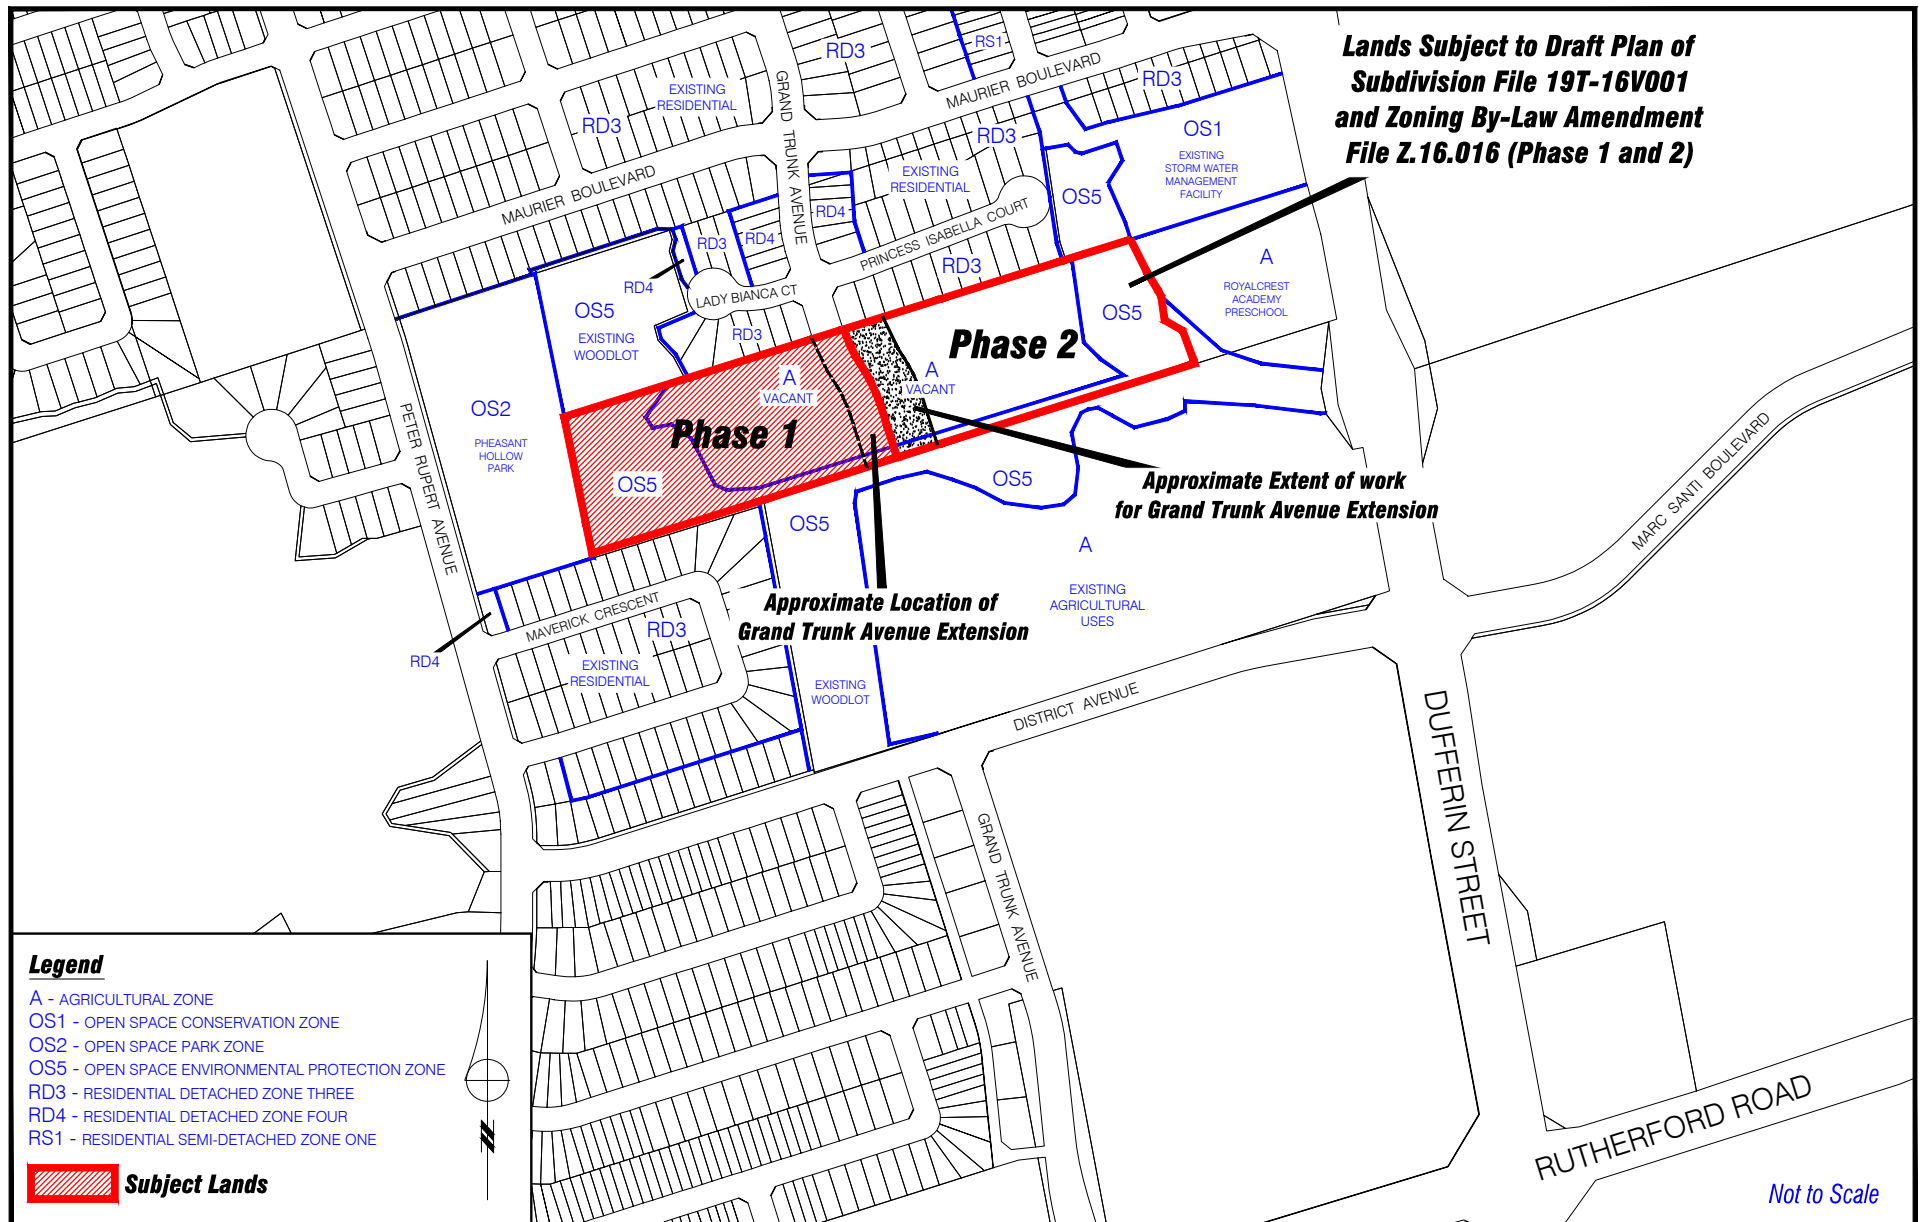 Lands Subject to Draft Plan of
Subdivision File 19T-16V001
and Zoning By-Law Amendment
File Z.16.016 (Phase 1 and 2)
RS1
RD3
MAURIER BOULEVARD
RD3
EXISTING
RESIDENTIAL
GRAND TRUNK AVENUE
RD3
RD3
OS1
EXISTING
STORM WATER
MANAGEMENT
FACILITY
MAURIER BOULEVARD
EXISTING
RESIDENTIAL
OS5
RD4
PRINCESS ISABELLA COURT
RD3
RD4
RD3
A
ROYALCREST
ACADEMY
PRESCHOOL
RD4
LADY BIANCA CT
OS5
EXISTING
WOODLOT
RD3
OS5
Phase 2
A
VACANT
A
VACANT
OS2
PHEASANT
HOLLOW
PARK
PETER RUPERT AVENUE
Phase 1
OS5
OS5
OS5
Approximate Extent of work
for Grand Trunk Avenue Extension
MARC SANTI BOULEVARD
A
EXISTING
AGRICULTURAL
USES
Approximate Location of
Grand Trunk Avenue Extension
MAVERICK CRESCENT
RD3
RD4
EXISTING
RESIDENTIAL
EXISTING
WOODLOT
DISTRICT AVENUE
DUFFERIN STREET
GRAND TRUNK AVENUE
RUTHERFORD ROAD
Legend
A - AGRICULTURAL ZONE
OS1 - OPEN SPACE CONSERVATION ZONE
OS2 - OPEN SPACE PARK ZONE
OS5 - OPEN SPACE ENVIRONMENTAL PROTECTION ZONE
RD3 - RESIDENTIAL DETACHED ZONE THREE
RD4 - RESIDENTIAL DETACHED ZONE FOUR
RS1 - RESIDENTIAL SEMI-DETACHED ZONE ONE
Subject Lands
N
Not to Scale